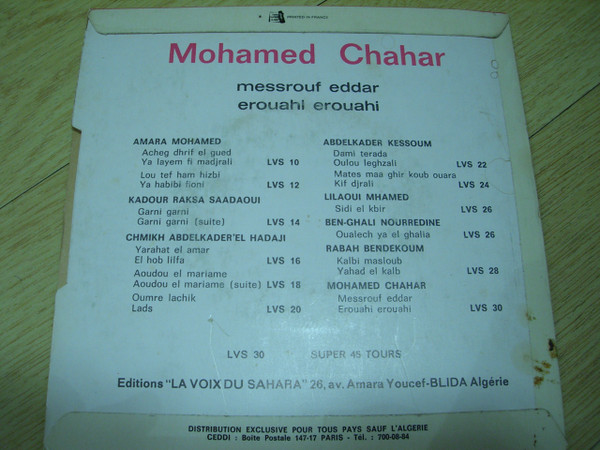 PRINTED IN FRANCE
Mohamed Chahar
messrouf eddar
erouahi erouahi
AMARA MOHAMED
Acheg dhrif el gued
Ya layem fi madjrali LVS 10
Lou tef ham hizbi
Ya habibi fioni LVS 12
KADOUR RAKSA SAADAOUI
Garni garni
Garni garni (suite) LVS 14
CHMIKH ABDELKADER'EL HADAJI
Yarahat el amar
El hob lilfa LVS 16
Aoudou el mariame
Aoudou el mariame (suite) LVS 18
Oumre lachik
Lads LVS 20
ABDELKADER KESSOUM
Dami terada
Oulou leghzali LVS 22
Mates maa ghir koub ouara
Kif djrali LVS 24
LILAOUI MHAMED
Sidi el kbir LVS 26
BEN-GHALI NOURREDINE
Oualech ya el ghalia LVS 26
RABAH BENDEKOUM
Kalbi masloub
Yahad el kalb LVS 28
MOHAMED CHAHAR
Messrouf eddar
Erouahi erouahi LVS 30
LVS 30 SUPER 45 TOURS
Editions "LA VOIX DU SAHARA" 26, av. Amara Youcef-BLIDA Algérie
DISTRIBUTION EXCLUSIVE POUR TOUS PAYS SAUF L'ALGERIE
CEDDI : Boîte Postale 147-17 PARIS - Tél. : 700-08-84